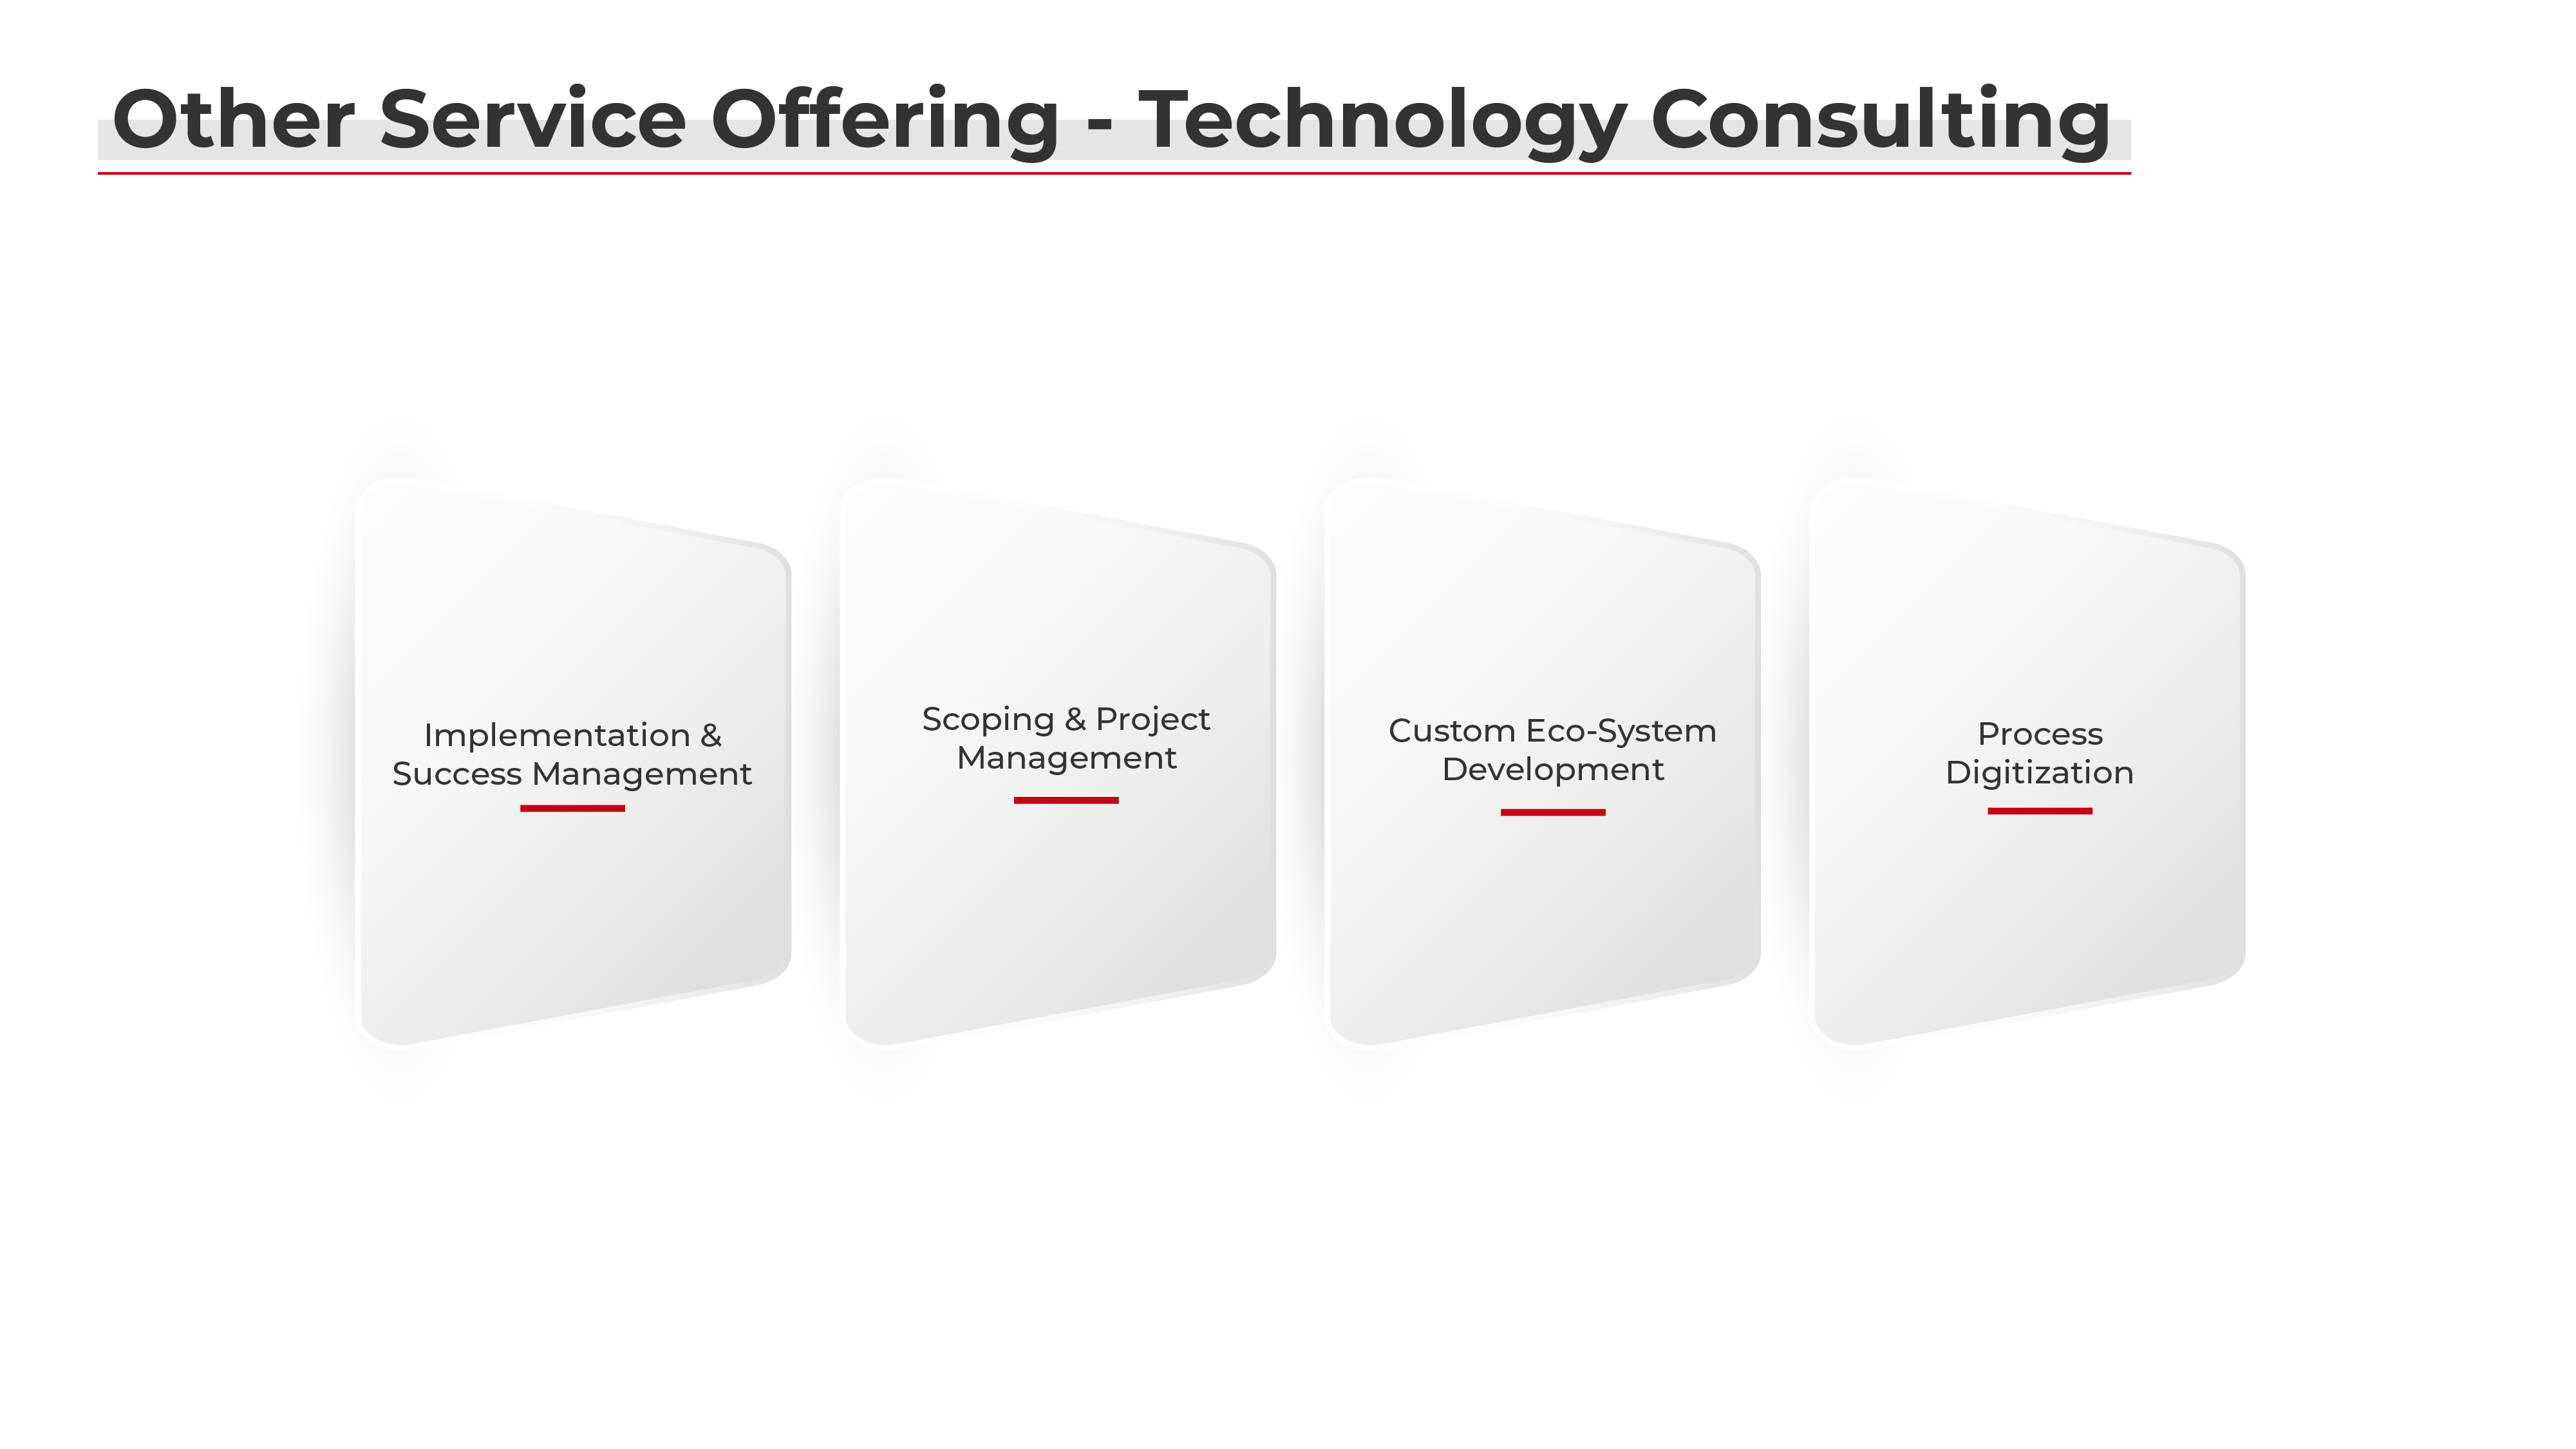 Other Service Offering - Technology Consulting
Implementation &
Success Management
Scoping & Project
Management
Custom Eco-System
Development
Process
Digitization